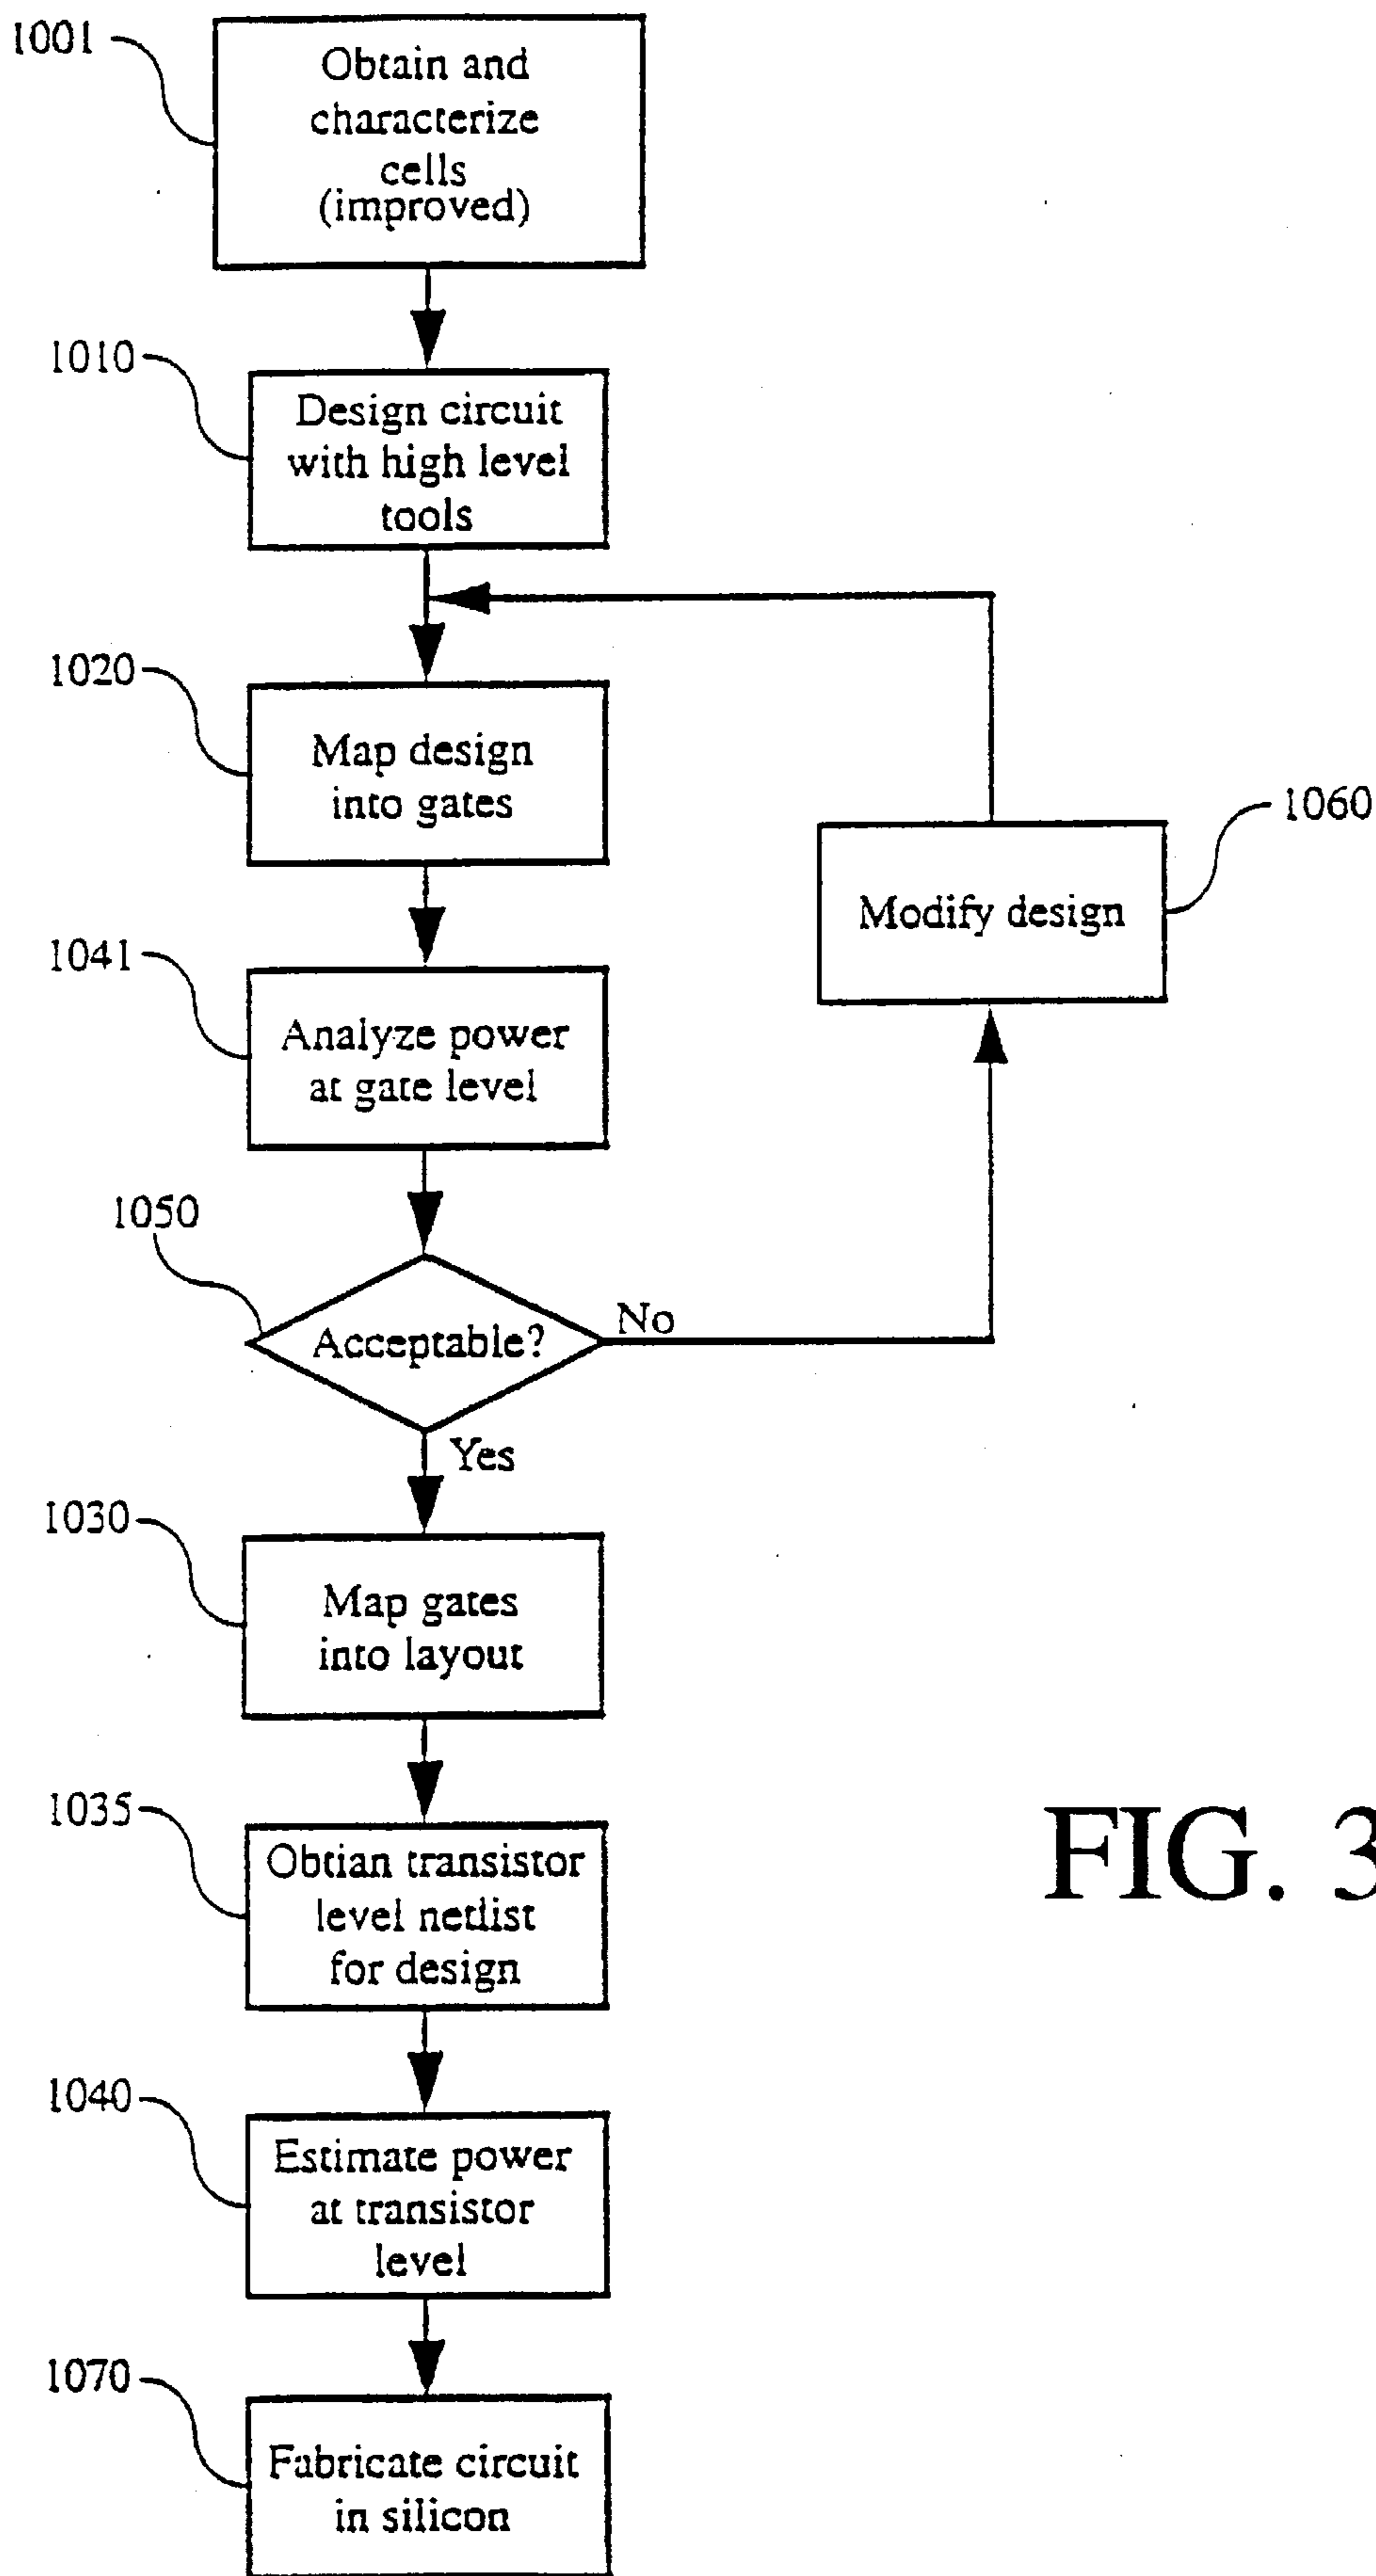 1001
Obtain and
characterize
cells
(improved)
1010
Design circuit
with high level
tools
1020
Map design
into gates
1060
Modify design
1041
Analyze power
at gate level
1050
Acceptable?
No
Yes
1030
Map gates
into layout
1035
Obtian transistor
level netlist
for design
1040
Estimate power
at transistor
level
1070
Fabricate circuit
in silicon
FIG. 3